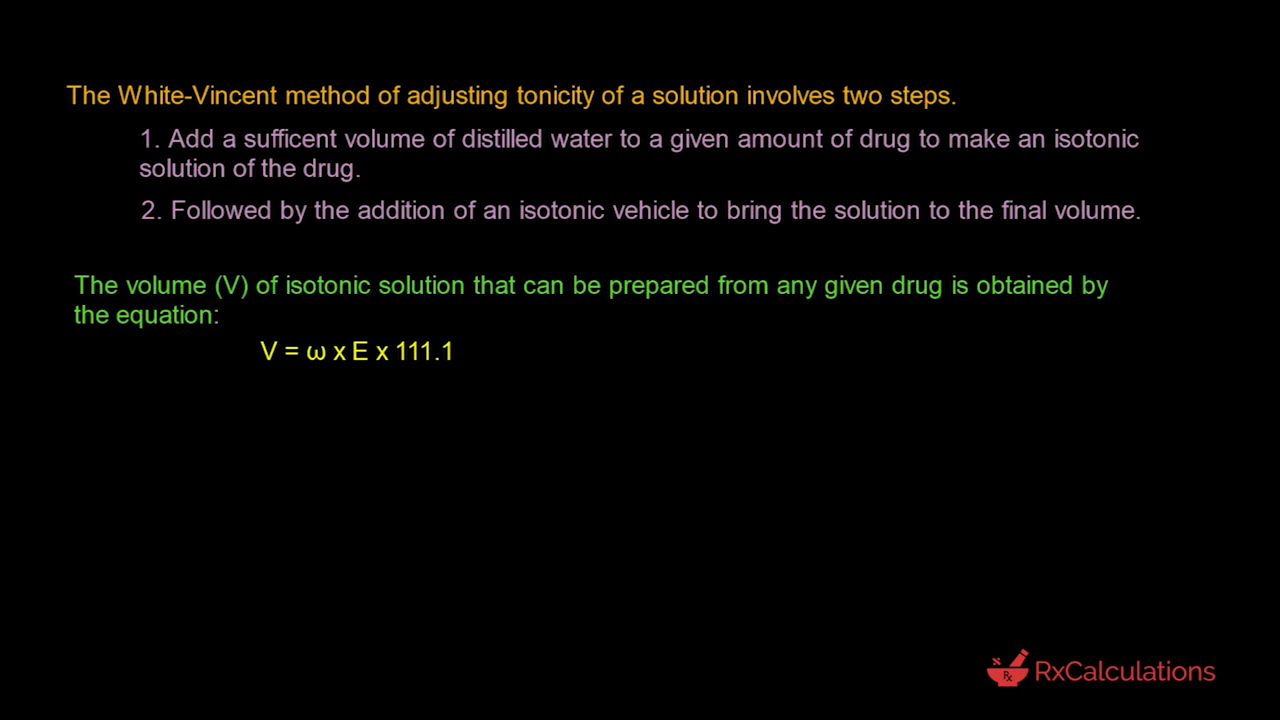 The White-Vincent method of adjusting tonicity of a solution involves two steps.
1. Add a sufficent volume of distilled water to a given amount of drug to make an isotonic
solution of the drug.
2. Followed by the addition of an isotonic vehicle to bring the solution to the final volume.
The volume (V) of isotonic solution that can be prepared from any given drug is obtained by
the equation:
V = ω x E x 111.1
Rx
RxCalculations